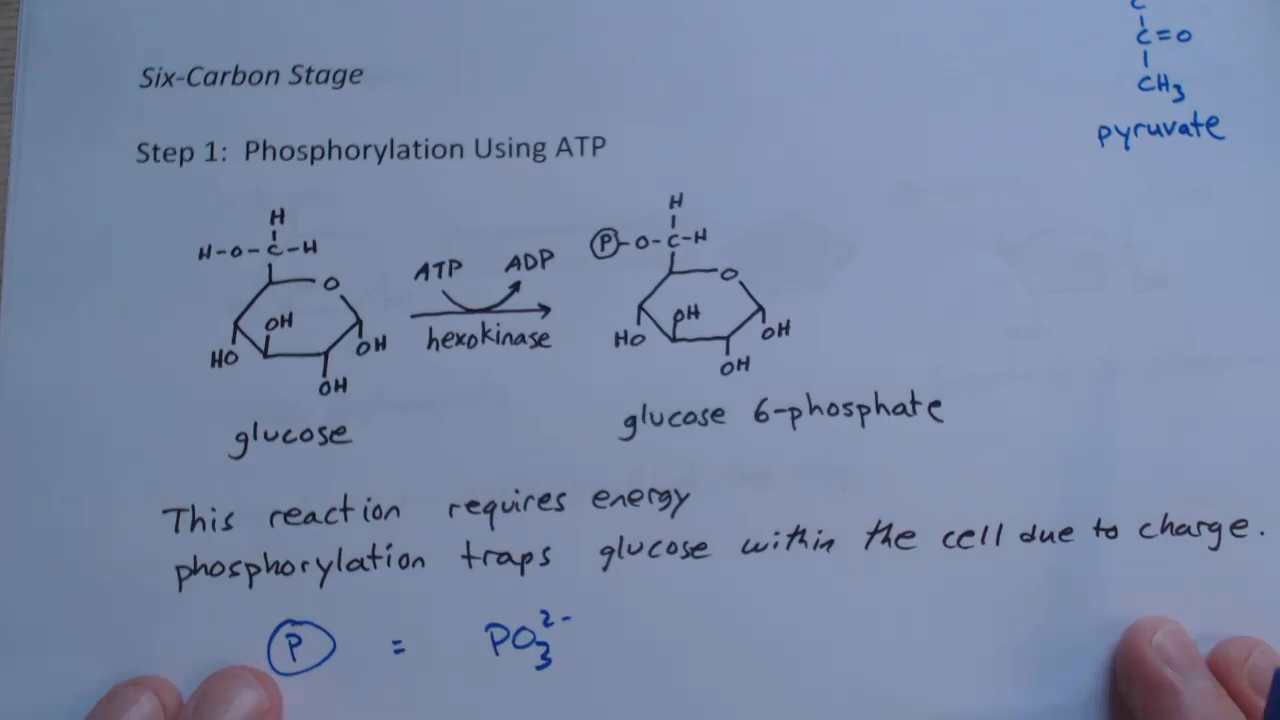 C
C=O
CH3
pyruvate
Six-Carbon Stage
Step 1: Phosphorylation Using ATP
H
H-O-C-H
O
OH
HO
OH
OH
glucose
ATP ADP
hexokinase
H
P-O-C-H
O
OH
HO
OH
OH
glucose 6-phosphate
This reaction requires energy
phosphorylation traps glucose within the cell due to charge.
P = PO₃²⁻